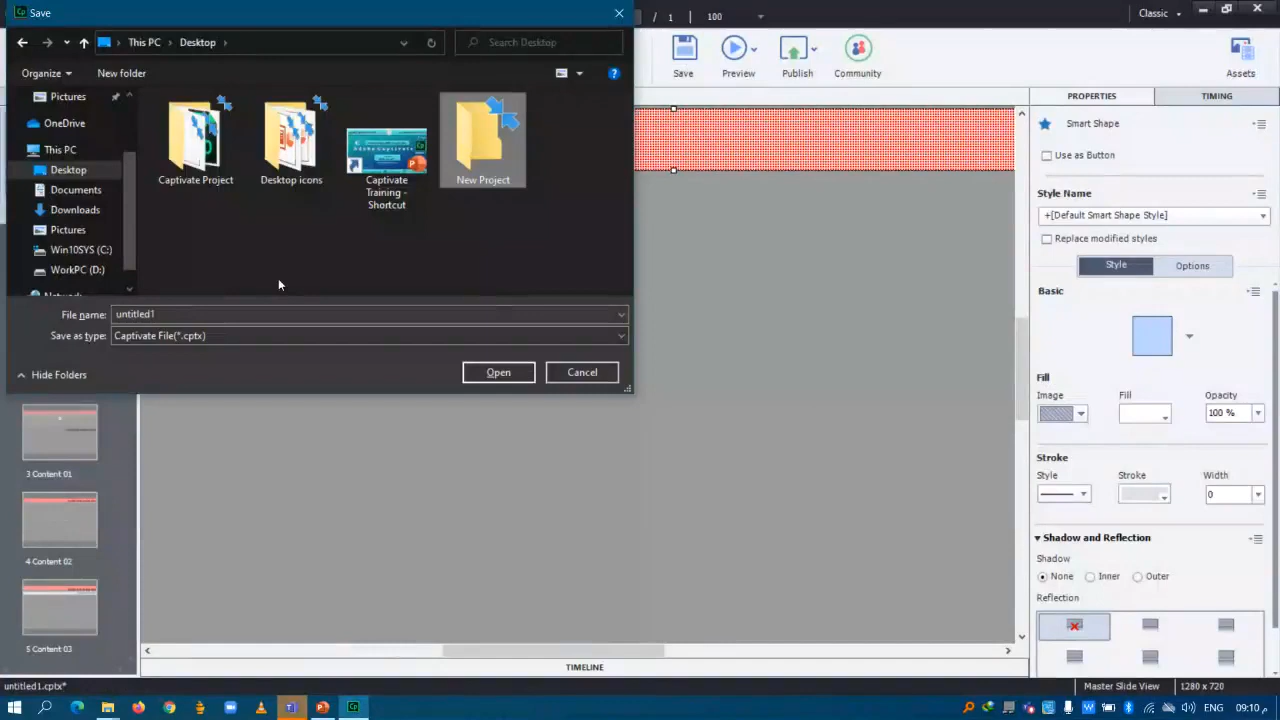 Cp Save
/ 1 100
Classic
This PC
Desktop
Search Desktop
Organize
New folder
Save
Preview
Publish
Community
Assets
Pictures
OneDrive
This PC
Desktop
Documents
Downloads
Pictures
Win10SYS (C:)
WorkPC (D:)
Network
Captivate Project
Desktop icons
Captivate
Training -
Shortcut
New Project
File name: untitled1
Save as type: Captivate File(*.cptx)
Hide Folders
Open
Cancel
3 Content 01
4 Content 02
5 Content 03
TIMELINE
PROPERTIES
TIMING
Smart Shape
Use as Button
Style Name
+[Default Smart Shape Style]
Replace modified styles
Style
Options
Basic
Fill
Image
Fill
Opacity
100 %
Stroke
Style
Stroke
Width
0
Shadow and Reflection
Shadow
None
Inner
Outer
Reflection
untitled1.cptx*
Master Slide View
1280 x 720
ENG
09:10 م